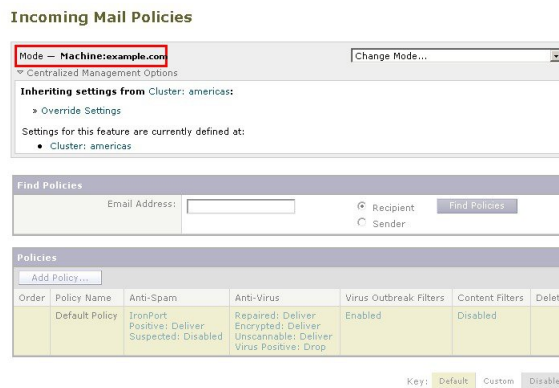 Incoming Mail Policies
Mode — Machine:example.com
Change Mode...
Centralized Management Options
Inheriting settings from Cluster: americas:
» Override Settings
Settings for this feature are currently defined at:
• Cluster: americas
Find Policies
Email Address:
Recipient
Sender
Find Policies
Policies
Add Policy...
Order Policy Name Anti-Spam Anti-Virus Virus Outbreak Filters Content Filters
Default Policy IronPort Repaired: Deliver Enabled Disabled
Positive: Deliver Encrypted: Deliver
Suspected: Disabled Unscannable: Deliver
Virus Positive: Drop
Key: Default Custom